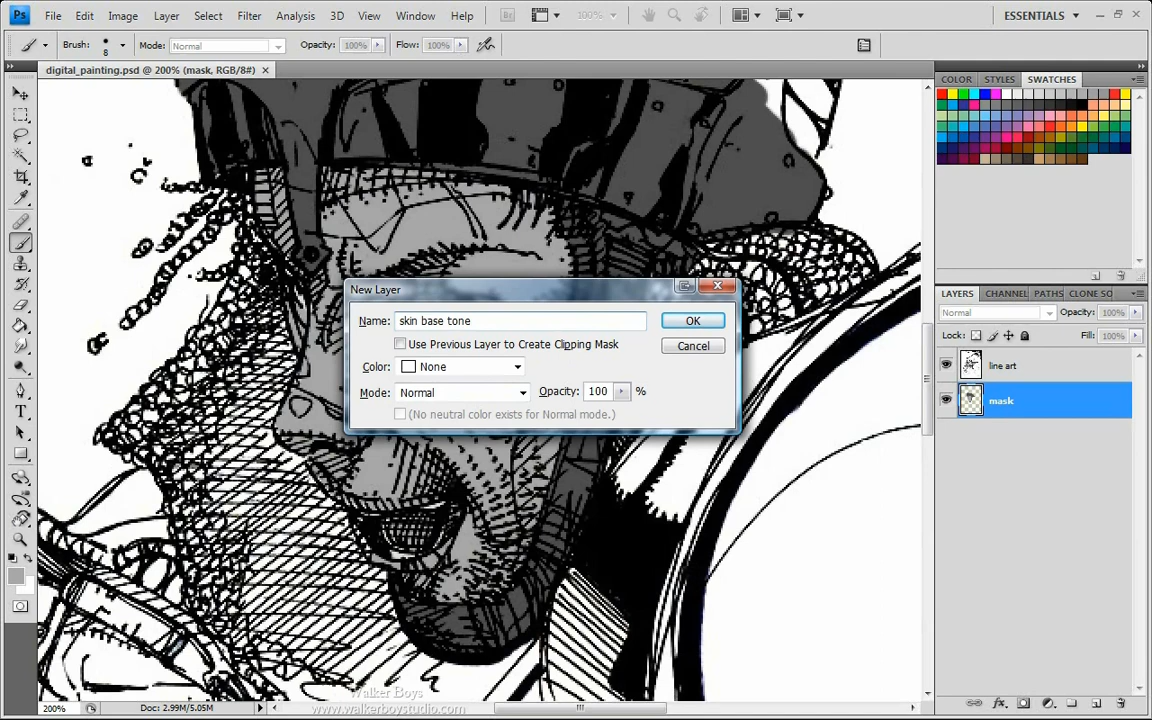 Ps File Edit Image Layer Select Filter Analysis 3D View Window Help Br 100% ESSENTIALS
Brush: 8 Mode: Normal Opacity: 100% Flow: 100%
digital_painting.psd @ 200% (mask, RGB/8#)
COLOR STYLES SWATCHES
New Layer
Name: skin base tone OK
Use Previous Layer to Create Clipping Mask Cancel
Color: None
Mode: Normal Opacity: 100 %
(No neutral color exists for Normal mode.)
LAYERS CHANNEL PATHS CLONE SO
Normal Opacity: 100%
Lock: Fill: 100%
line art
mask
Walker Boys
www.walkerboystudio.com
200% Doc: 2.99M/5.05M